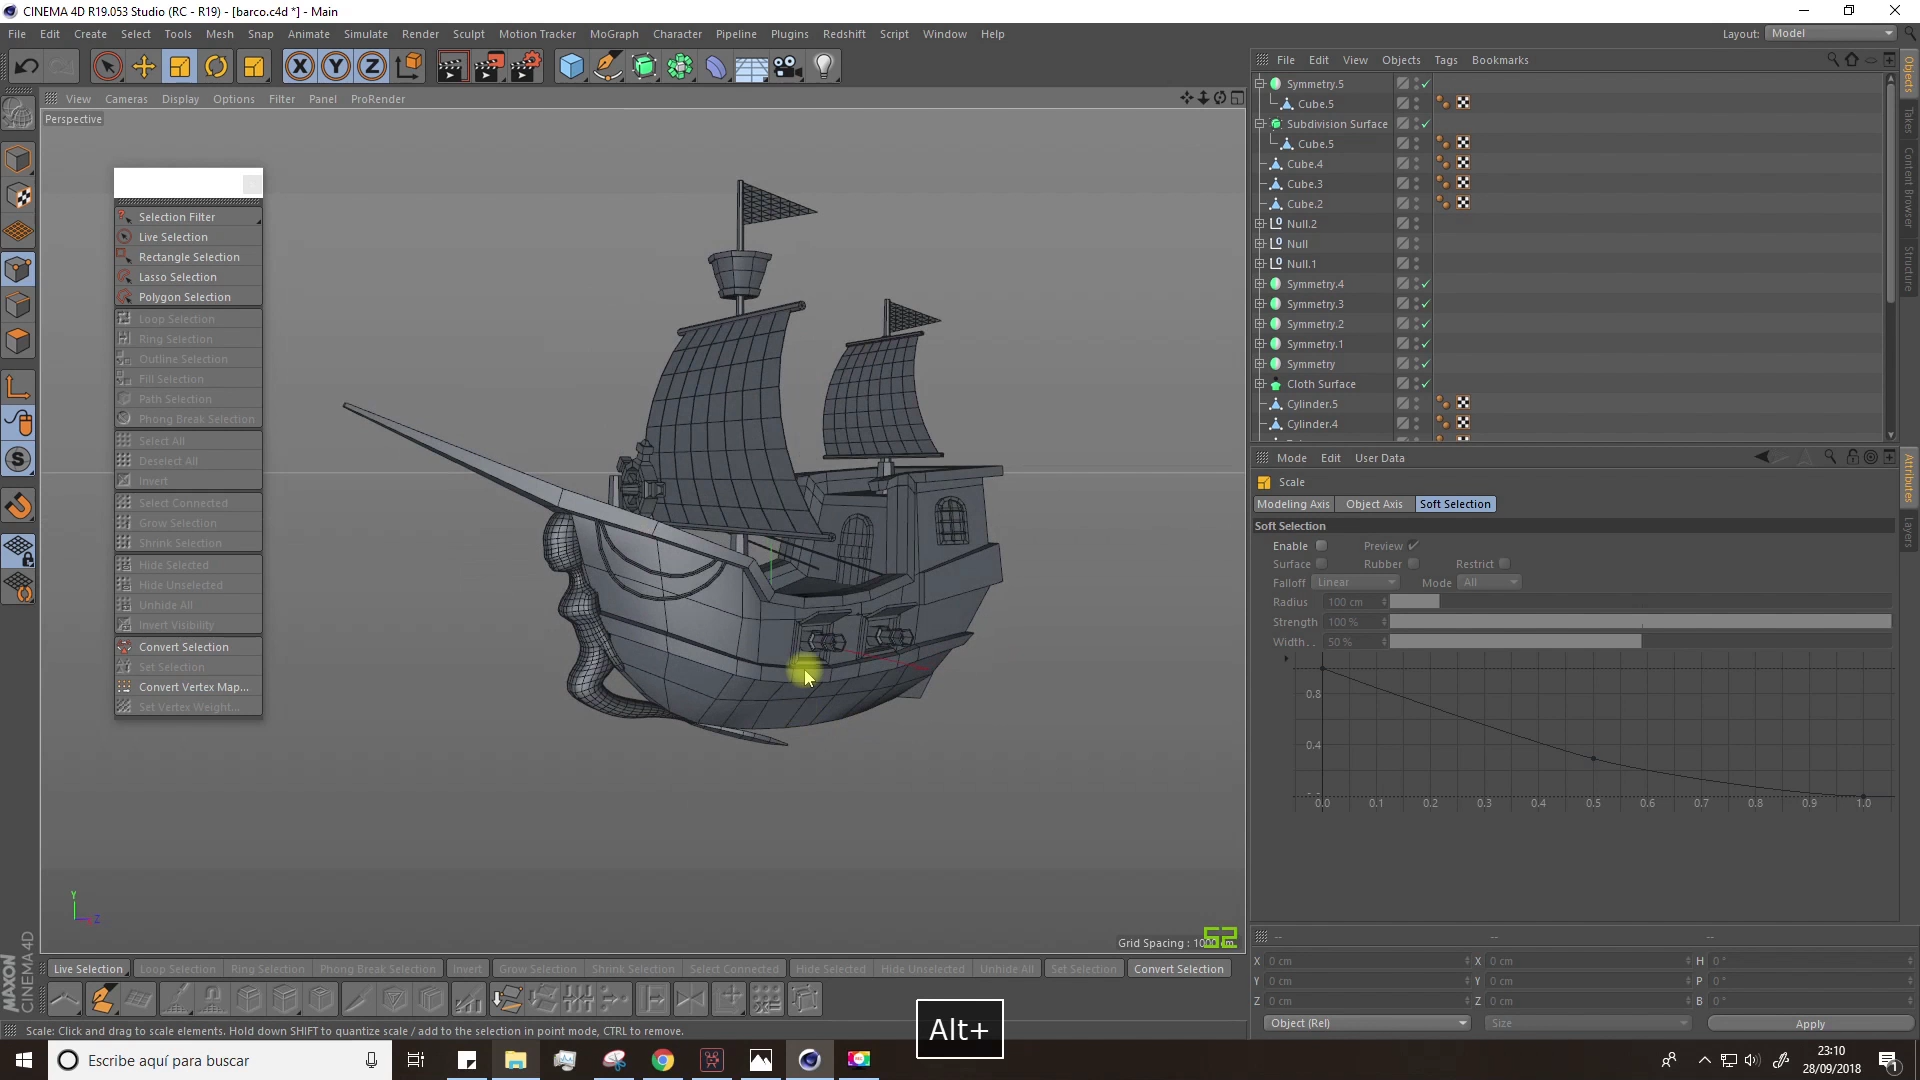 CINEMA 4D R19.053 Studio (RC - R19) - [barco.c4d *] - Main
File Edit Create Select Tools Mesh Snap Animate Simulate Render Sculpt Motion Tracker MoGraph Character Pipeline Plugins Redshift Script Window Help
Layout: Model
View Cameras Display Options Filter Panel ProRender
Perspective
Selection Filter
Live Selection
Rectangle Selection
Lasso Selection
Polygon Selection
Loop Selection
Ring Selection
Outline Selection
Fill Selection
Path Selection
Phong Break Selection
Select All
Deselect All
Invert
Select Connected
Grow Selection
Shrink Selection
Hide Selected
Hide Unselected
Unhide All
Invert Visibility
Convert Selection
Set Selection
Convert Vertex Map...
Set Vertex Weight...
File Edit View Objects Tags Bookmarks
Symmetry.5
Cube.5
Subdivision Surface
Cube.5
Cube.4
Cube.3
Cube.2
Null.2
Null
Null.1
Symmetry.4
Symmetry.3
Symmetry.2
Symmetry.1
Symmetry
Cloth Surface
Cylinder.5
Cylinder.4
Objects
Takes
Content Browser
Structure
Mode Edit User Data
Scale
Modeling Axis Object Axis Soft Selection
Soft Selection
Enable Preview
Surface Rubber Restrict
Falloff Linear Mode All
Radius 100 cm
Strength 100 %
Width. . 50 %
0.8
0.4
0.0 0.1 0.2 0.3 0.4 0.5 0.6 0.7 0.8 0.9 1.0
Attributes
Layers
Y
Z
Grid Spacing : 100
52
Live Selection Loop Selection Ring Selection Phong Break Selection Invert Grow Selection Shrink Selection Select Connected Hide Selected Hide Unselected Unhide All Set Selection Convert Selection
-- -- --
X 0 cm X 0 cm H 0 °
Y 0 cm Y 0 cm P 0 °
Z 0 cm Z 0 cm B 0 °
Object (Rel) Size Apply
MAXON
CINEMA 4D
Scale: Click and drag to scale elements. Hold down SHIFT to quantize scale / add to the selection in point mode, CTRL to remove.
Alt+
Escribe aquí para buscar
23:10
28/09/2018
1